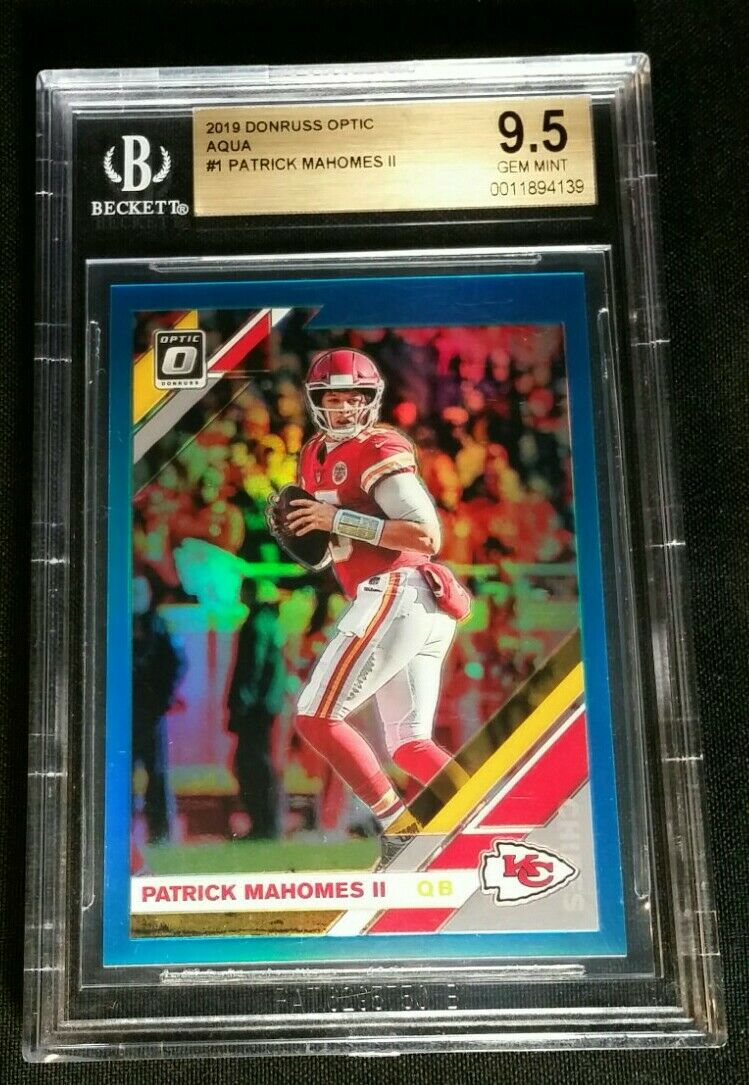 2019 DONRUSS OPTIC
AQUA
#1 PATRICK MAHOMES II
9.5
GEM MINT
0011894139
B
BECKETT®
OPTIC
O
DONRUSS
PATRICK MAHOMES II QB
KC
CHIEFS